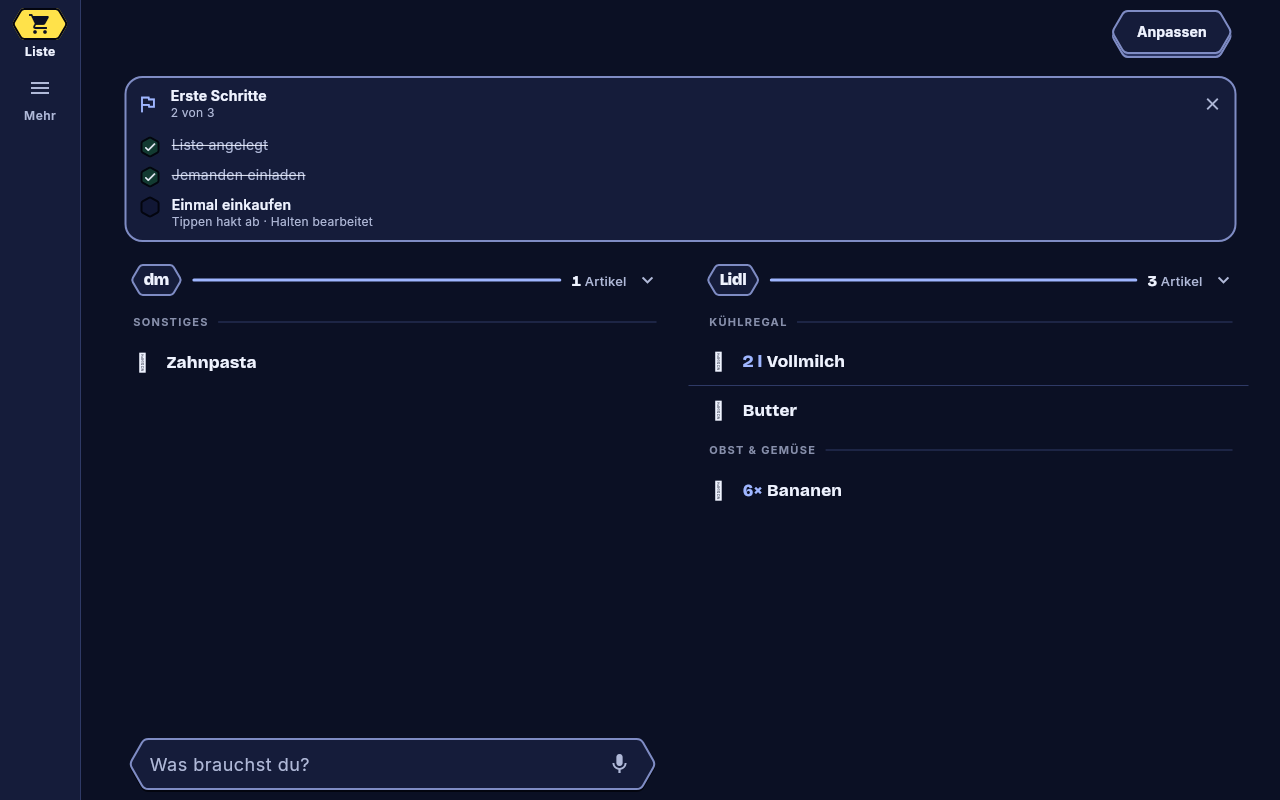 Liste
Mehr
Anpassen
Erste Schritte
2 von 3
Liste angelegt
Jemanden einladen
Einmal einkaufen
Tippen hakt ab · Halten bearbeitet
dm
1 Artikel
SONSTIGES
Zahnpasta
Lidl
3 Artikel
KÜHLREGAL
2 l Vollmilch
Butter
OBST & GEMÜSE
6× Bananen
Was brauchst du?